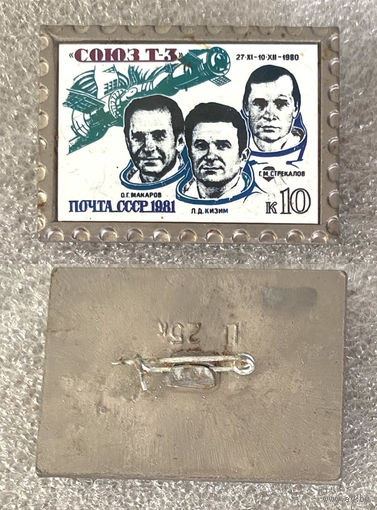 «СОЮЗ Т-3»
27·XI-10·XII-1980
О.Г.МАКАРОВ
Л.Д.КИЗИМ
Г.М.СТРЕКАЛОВ
ПОЧТА СССР 1981
к10
Ц 25к